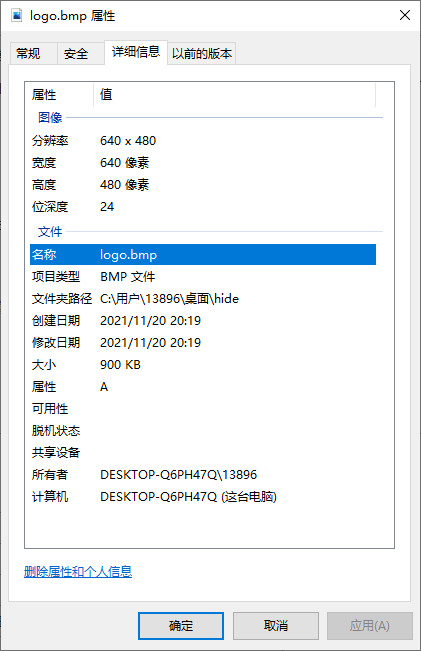 logo.bmp 属性
常规 安全 详细信息 以前的版本
属性 值
图像
分辨率 640 x 480
宽度 640 像素
高度 480 像素
位深度 24
文件
名称 logo.bmp
项目类型 BMP 文件
文件夹路径 C:\用户\13896\桌面\hide
创建日期 2021/11/20 20:19
修改日期 2021/11/20 20:19
大小 900 KB
属性 A
可用性
脱机状态
共享设备
所有者 DESKTOP-Q6PH47Q\13896
计算机 DESKTOP-Q6PH47Q (这台电脑)
删除属性和个人信息
确定 取消 应用(A)